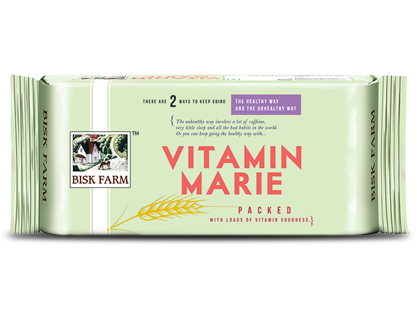 THERE ARE 2 WAYS TO KEEP GOING
THE HEALTHY WAY
AND THE UNHEALTHY WAY
{ The unhealthy way involves a lot of caffeine,
very little sleep and all the bad habits in the world.
Or you can keep going the healthy way with...
BISK FARM
TM
BISK FARM
VITAMIN
MARIE
PACKED
WITH LOADS OF VITAMIN GOODNESS. }
BISK FARM